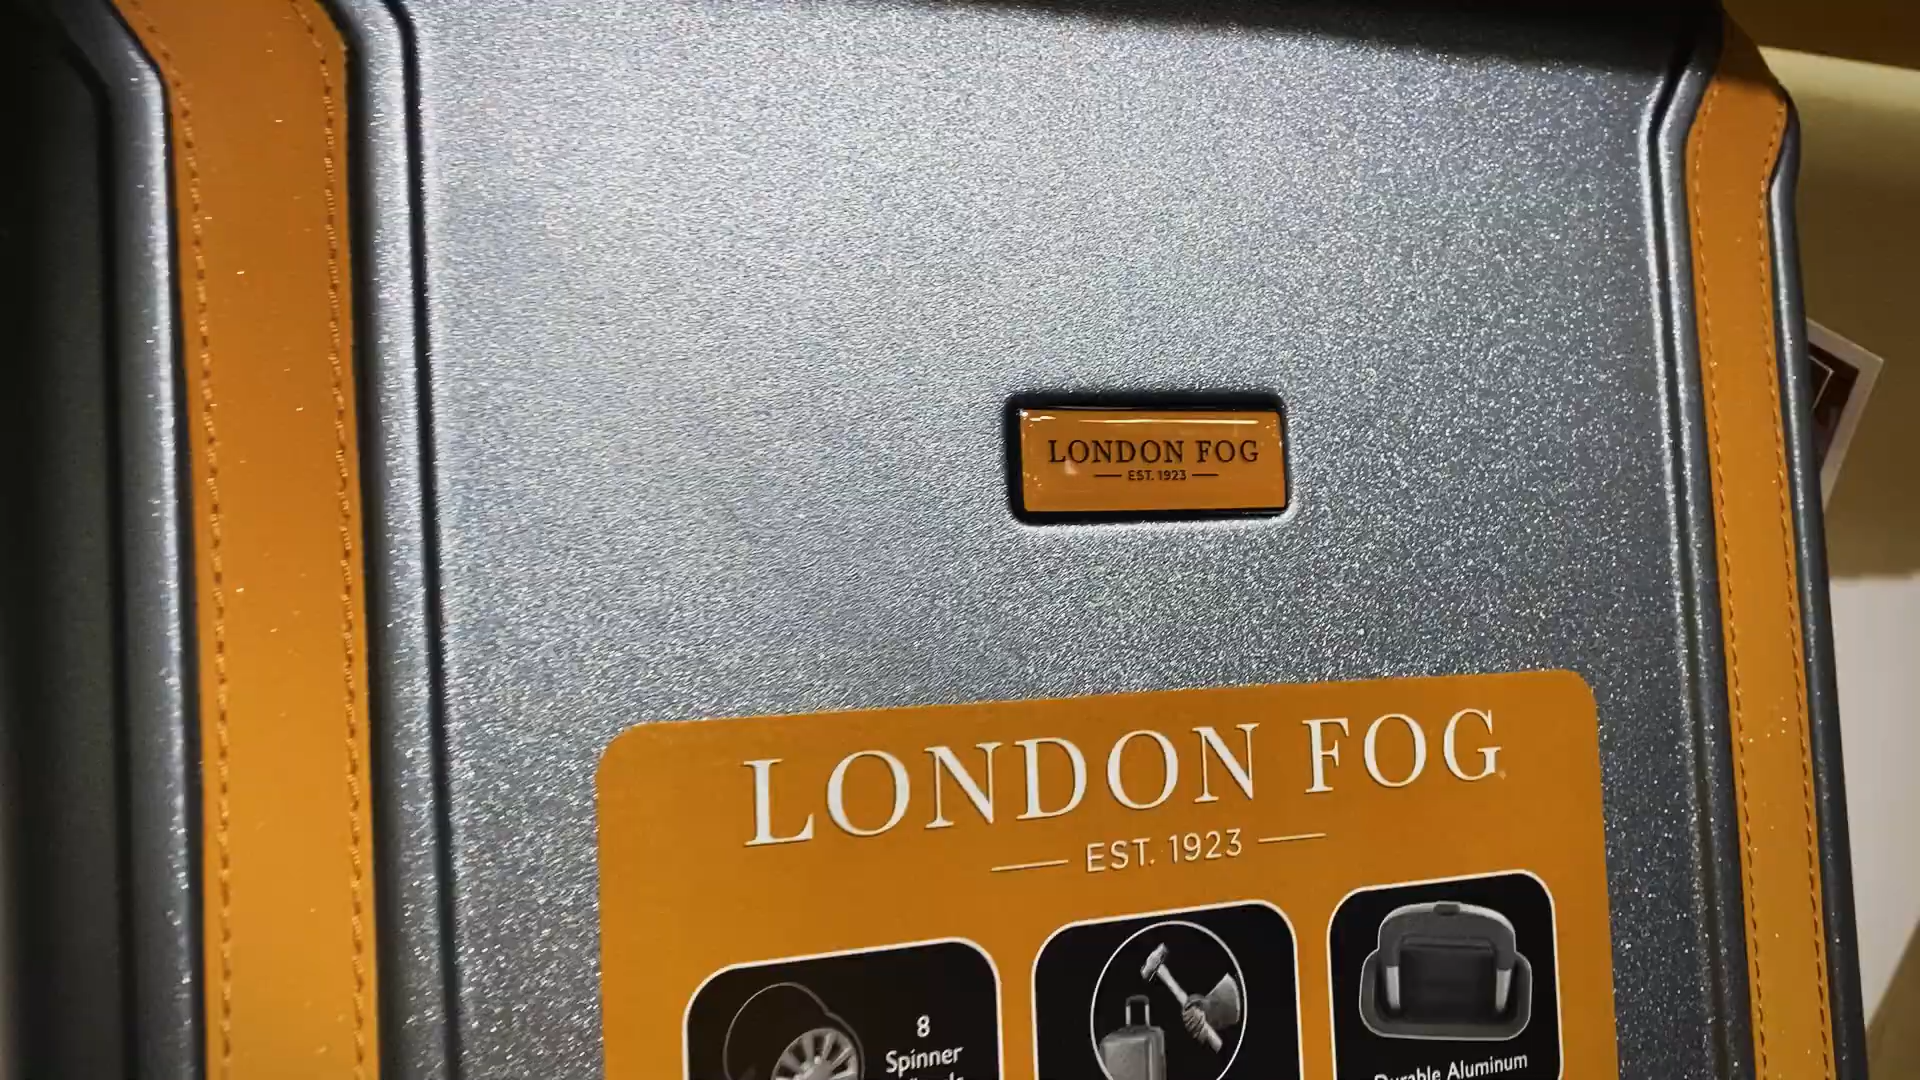 LONDON FOG
EST. 1923
LONDON FOG
EST. 1923
8
Spinner
Durable Aluminum